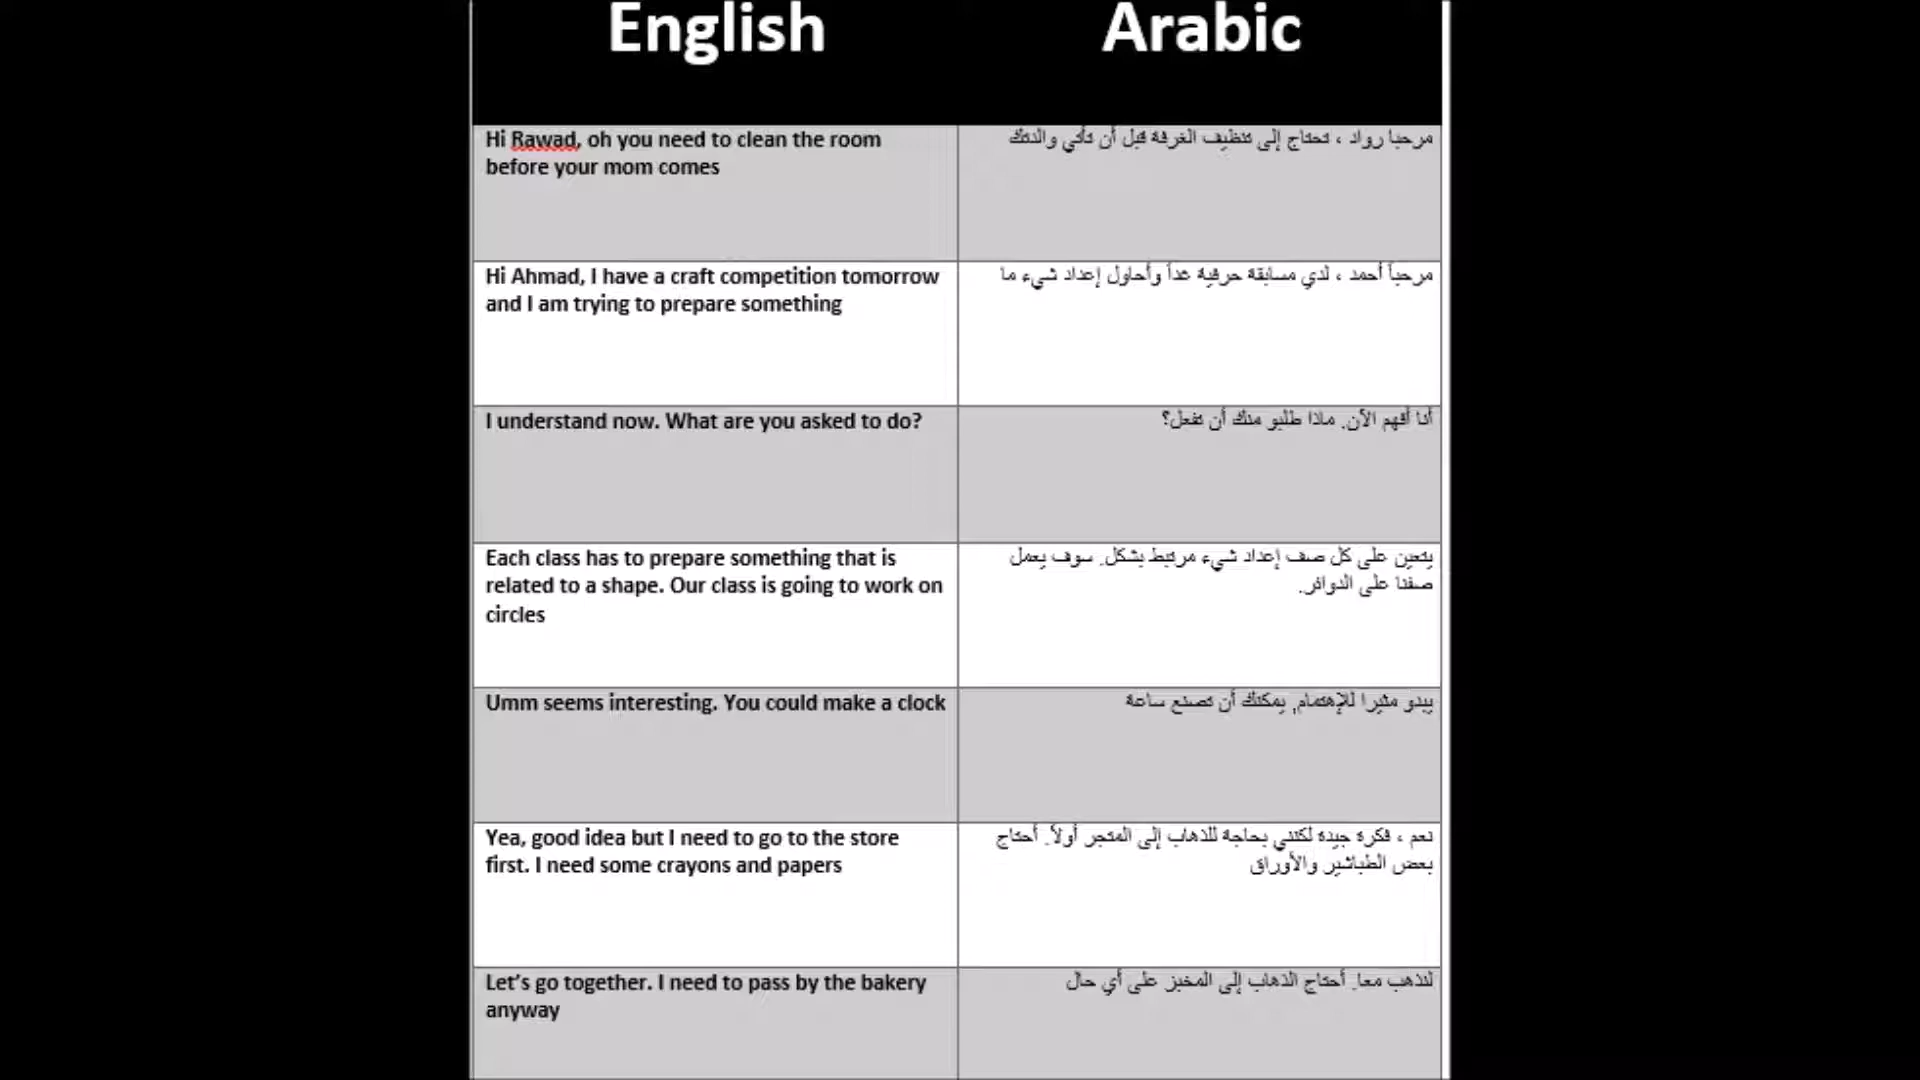 English
Arabic
Hi Rawad, oh you need to clean the room
before your mom comes
مرحبا رواد ، تحتاج إلى تنظيف الغرفة قبل أن تأتي والدتك
Hi Ahmad, I have a craft competition tomorrow
and I am trying to prepare something
مرحباً أحمد ، لدي مسابقة حرفية غداً وأحاول إعداد شيء ما
I understand now. What are you asked to do?
أنا أفهم الآن. ماذا طلبو منك أن تفعل؟
Each class has to prepare something that is
related to a shape. Our class is going to work on
circles
يتعين على كل صف إعداد شيء مرتبط بشكل. سوف يعمل
صفنا على الدوائر.
Umm seems interesting. You could make a clock
يبدو مثيرا للإهتمام, يمكنك أن تصنع ساعة
Yea, good idea but I need to go to the store
first. I need some crayons and papers
نعم ، فكرة جيدة لكنني بحاجة للذهاب إلى المتجر أولاً. أحتاج
بعض الطباشير والأوراق
Let’s go together. I need to pass by the bakery
anyway
لنذهب معا. أحتاج الذهاب إلى المخبز على أي حال